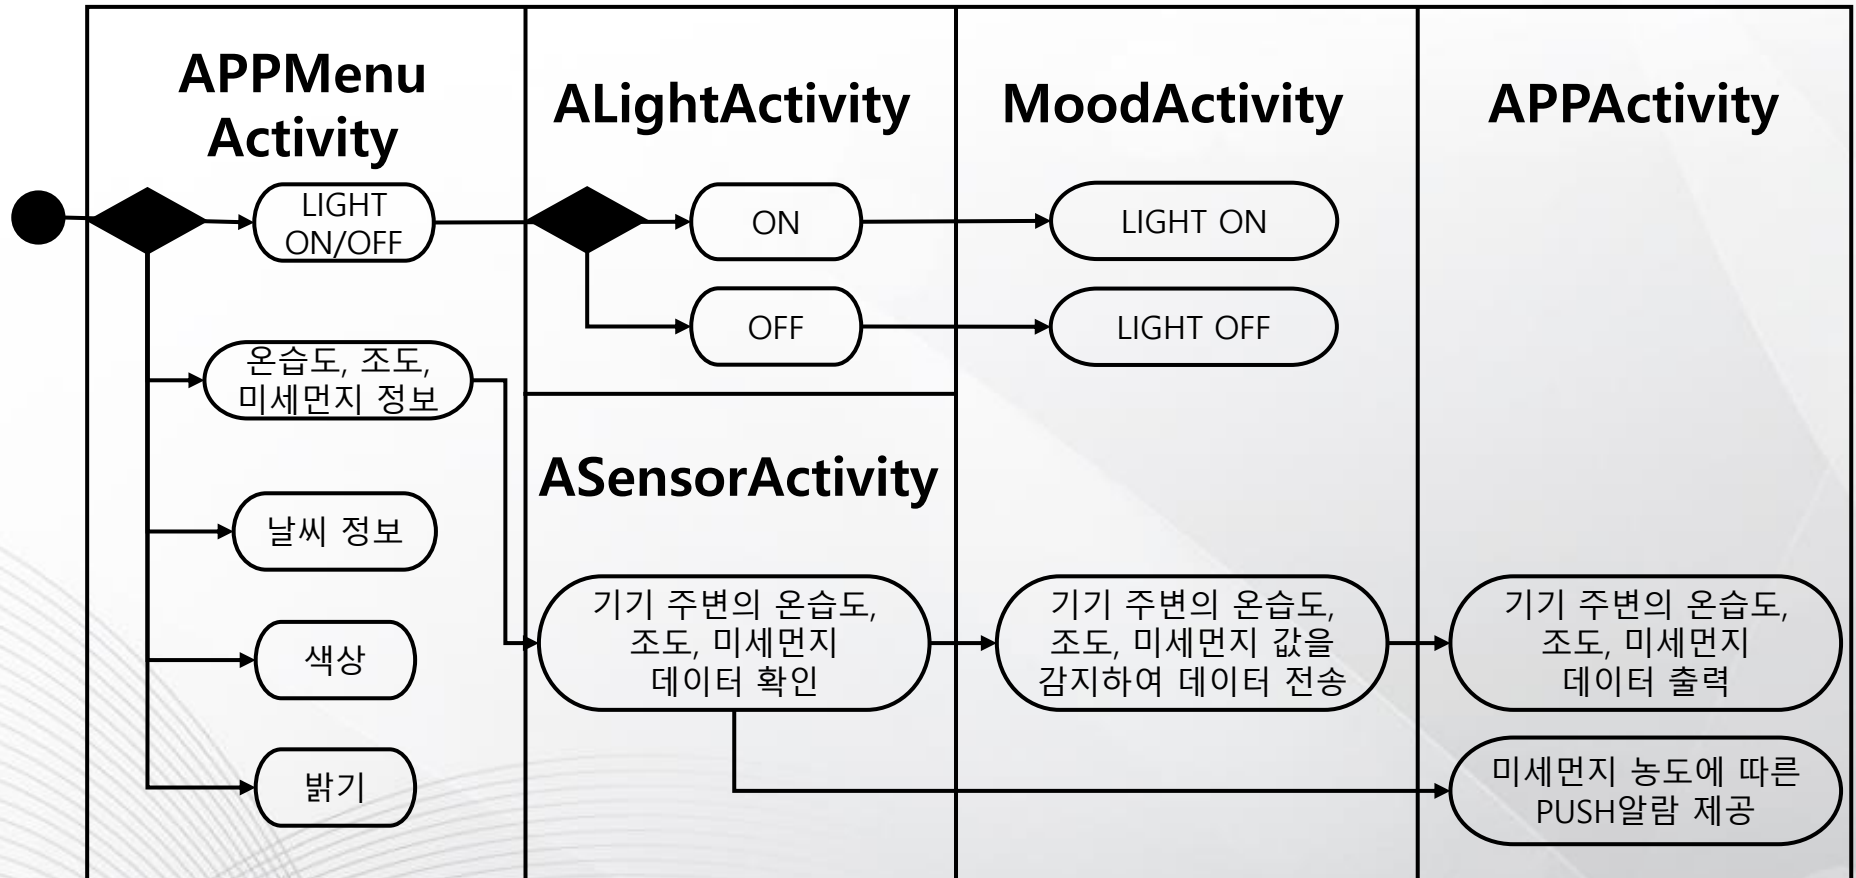 APPMenu
Activity
ALightActivity
MoodActivity
APPActivity
LIGHT
ON/OFF
ON
LIGHT ON
OFF
LIGHT OFF
온습도, 조도,
미세먼지 정보
ASensorActivity
날씨 정보
기기 주변의 온습도,
조도, 미세먼지
데이터 확인
기기 주변의 온습도,
조도, 미세먼지 값을
감지하여 데이터 전송
기기 주변의 온습도,
조도, 미세먼지
데이터 출력
색상
밝기
미세먼지 농도에 따른
PUSH알람 제공